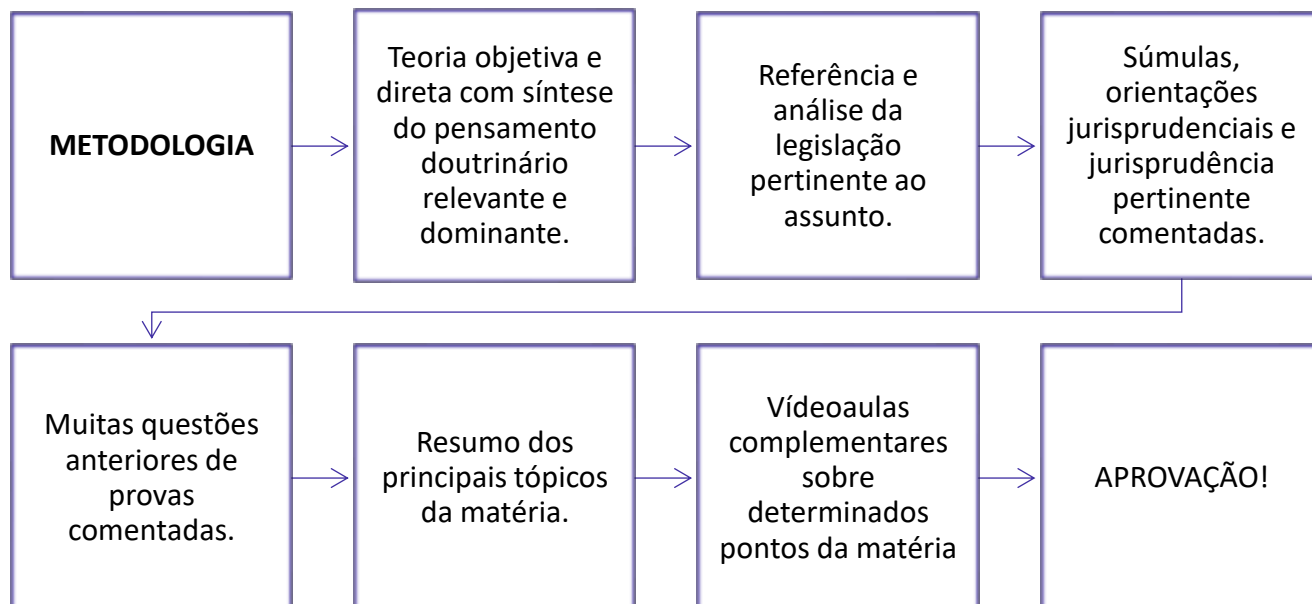 METODOLOGIA
Teoria objetiva e
direta com síntese
do pensamento
doutrinário
relevante e
dominante.
Referência e
análise da
legislação
pertinente ao
assunto.
Súmulas,
orientações
jurisprudenciais e
jurisprudência
pertinente
comentadas.
Muitas questões
anteriores de
provas
comentadas.
Resumo dos
principais tópicos
da matéria.
Vídeoaulas
complementares
sobre
determinados
pontos da matéria
APROVAÇÃO!